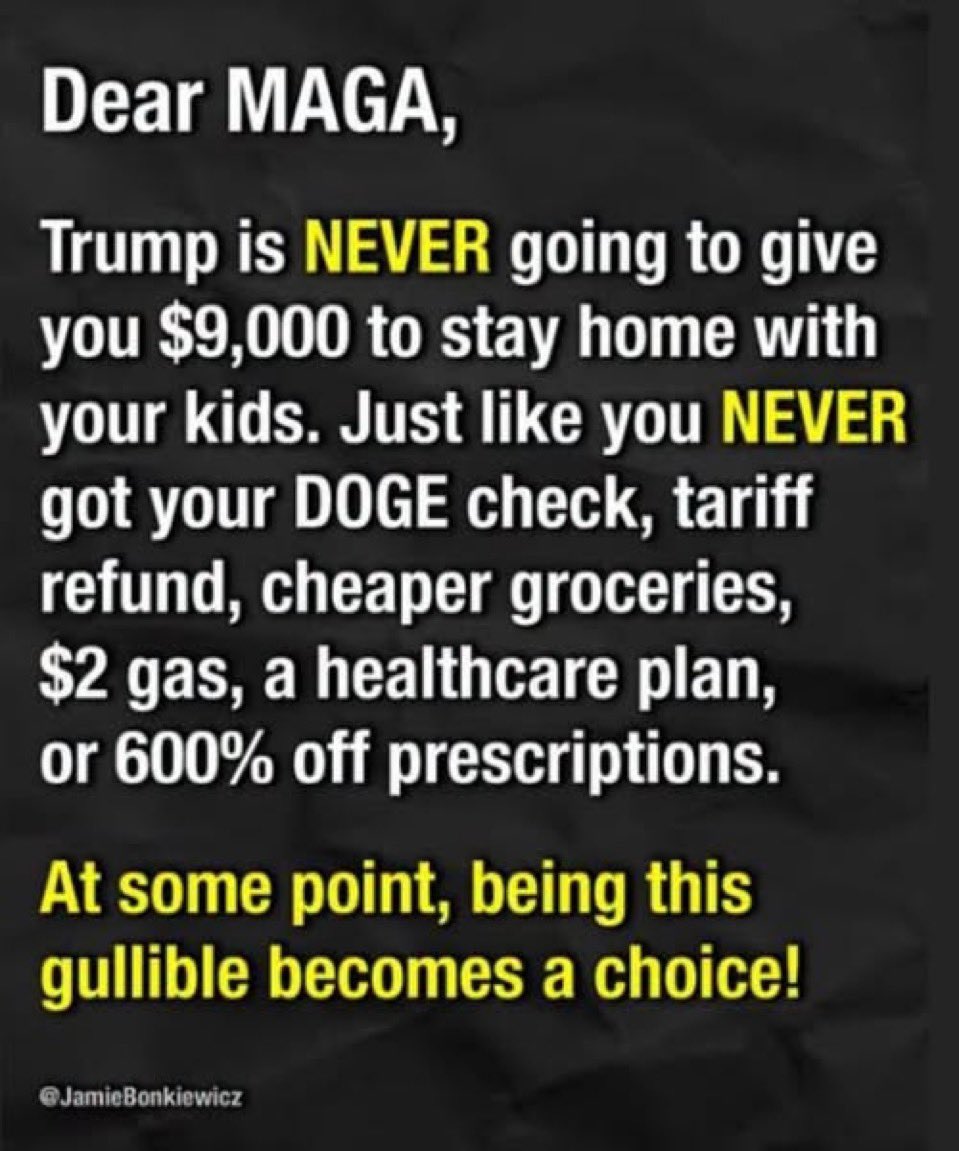 Dear MAGA,
Trump is NEVER going to give
you $9,000 to stay home with
your kids. Just like you NEVER
got your DOGE check, tariff
refund, cheaper groceries,
$2 gas, a healthcare plan,
or 600% off prescriptions.
At some point, being this
gullible becomes a choice!
@JamieBonkiewicz